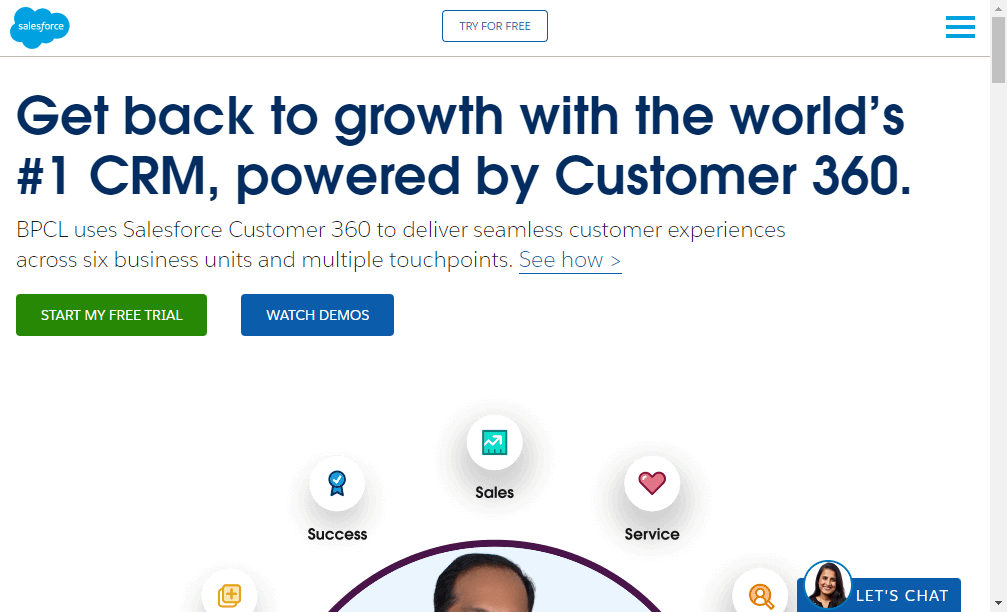 salesforce
TRY FOR FREE
Get back to growth with the world’s
#1 CRM, powered by Customer 360.
BPCL uses Salesforce Customer 360 to deliver seamless customer experiences
across six business units and multiple touchpoints. See how >
START MY FREE TRIAL
WATCH DEMOS
Sales
Success
Service
LET'S CHAT